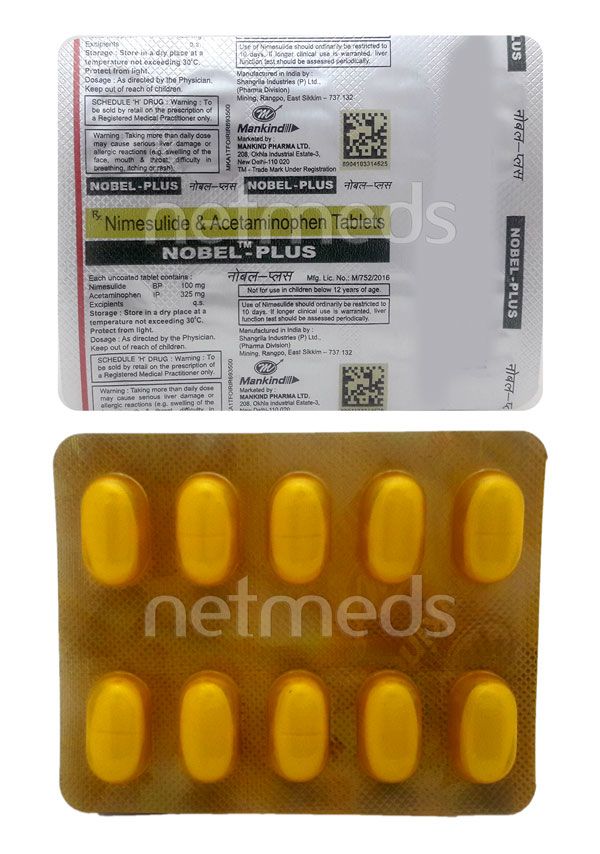 Excipients q.s.
Storage : Store in a dry place at a
temperature not exceeding 30°C.
Protect from light.
Dosage : As directed by the Physician.
Keep out of reach of children.
SCHEDULE 'H' DRUG : Warning : To
be sold by retail on the prescription of
a Registered Medical Practitioner only.
Warning : Taking more than daily dose
may cause serious liver damage or
allergic reactions (e.g. swelling of the
face, mouth & throat, difficulty in
breathing, itching or rash).
Use of Nimesulide should ordinarily be restricted to
10 days. If longer clinical use is warranted, liver
function test should be assessed periodically.
Manufactured in India by :
Shangrila Industries (P) Ltd.,
(Pharma Division)
Mining, Rangpo, East Sikkim – 737 132
Mankind
Marketed by :
MANKIND PHARMA LTD.
208, Okhla Industrial Estate-3,
New Delhi-110 020
TM - Trade Mark Under Registration
8904103314625
PLUS
नोबल-प्लस
NOBEL-PLUS नोबल-प्लस NOBEL-PLUS नोबल-प्लस
Rx Nimesulide & Acetaminophen Tablets
NOBEL-PLUS™
netmeds
Each uncoated tablet contains :
Nimesulide BP 100 mg
Acetaminophen IP 325 mg
Excipients q.s.
Storage : Store in a dry place at a
temperature not exceeding 30°C.
Protect from light.
Dosage : As directed by the Physician.
Keep out of reach of children.
SCHEDULE 'H' DRUG : Warning : To
be sold by retail on the prescription of
a Registered Medical Practitioner only.
Warning : Taking more than daily dose
may cause serious liver damage or
allergic reactions (e.g. swelling of the
नोबल-प्लस Mfg. Lic. No.: M/752/2016
Not for use in children below 12 years of age.
Use of Nimesulide should ordinarily be restricted to
10 days. If longer clinical use is warranted, liver
function test should be assessed periodically.
Manufactured in India by :
Shangrila Industries (P) Ltd.,
(Pharma Division)
Mining, Rangpo, East Sikkim – 737 132
Mankind
Marketed by :
MANKIND PHARMA LTD.
208, Okhla Industrial Estate-3,
New Delhi-110 020
NOBEL-PLUS
netmeds